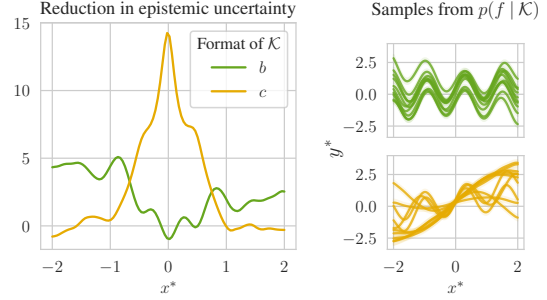 Reduction in epistemic uncertainty
15
10
5
0
−2
−1
0
1
2
x*
Format of K
b
c
Samples from p(f | K)
2.5
0.0
−2.5
2.5
0.0
−2.5
y*
−2
0
2
x*